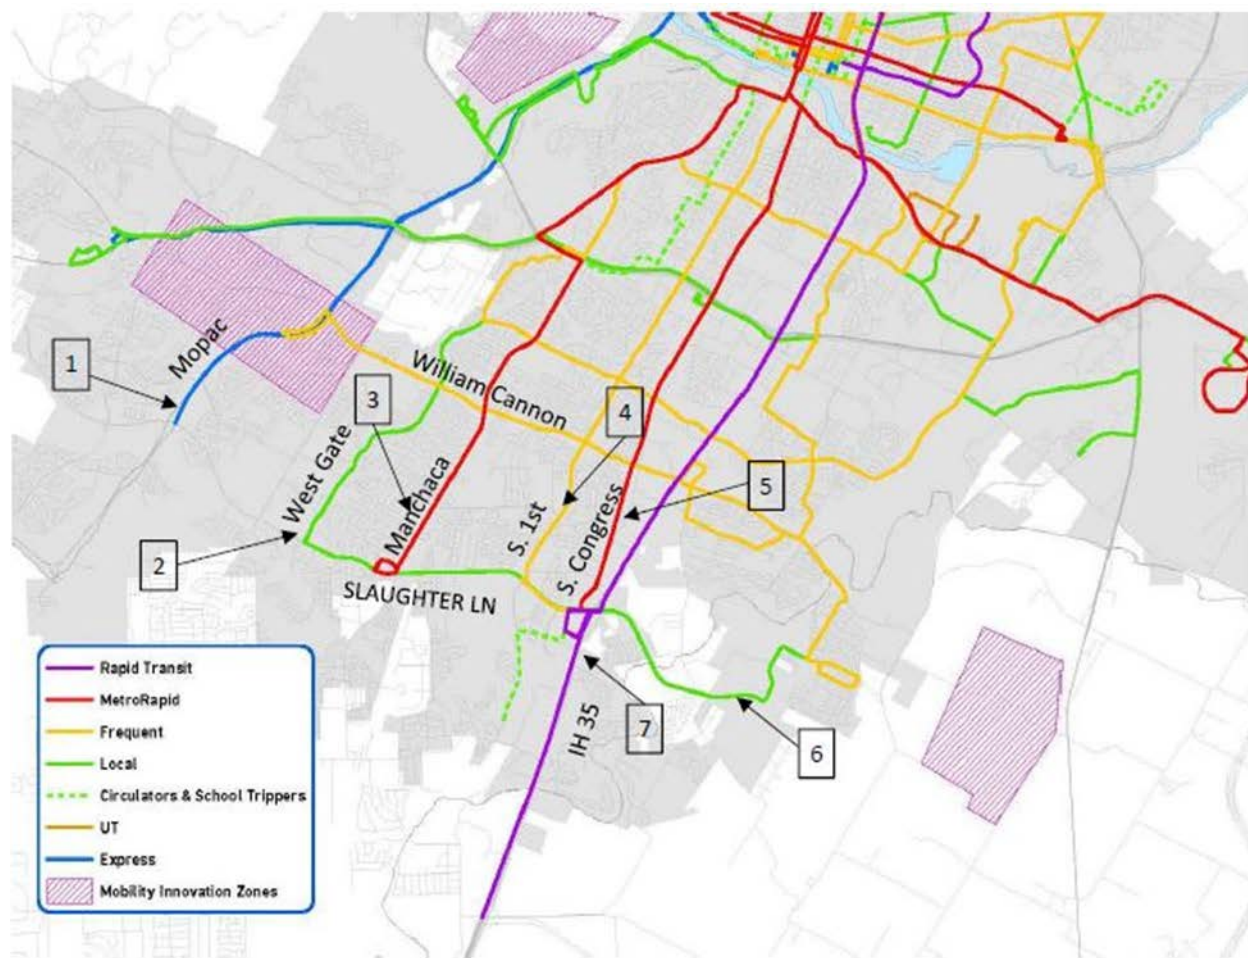 1
Mopac
William Cannon
3
4
West Gate
Manchaca
S. 1st
S. Congress
5
2
SLAUGHTER LN
IH 35
7
6
Rapid Transit
MetroRapid
Frequent
Local
Circulators & School Trippers
UT
Express
Mobility Innovation Zones